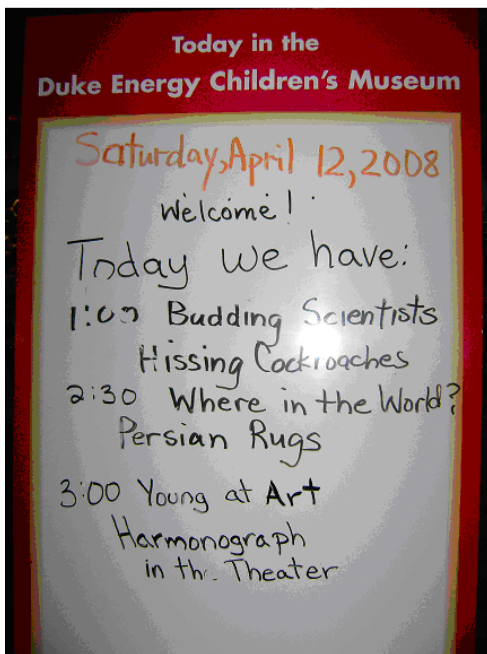 Today in the
Duke Energy Children's Museum
Saturday, April 12, 2008
Welcome!
Today we have:
1:00 Budding Scientists
Hissing Cockroaches
2:30 Where in the World?
Persian Rugs
3:00 Young at Art
Harmonograph
in the Theater